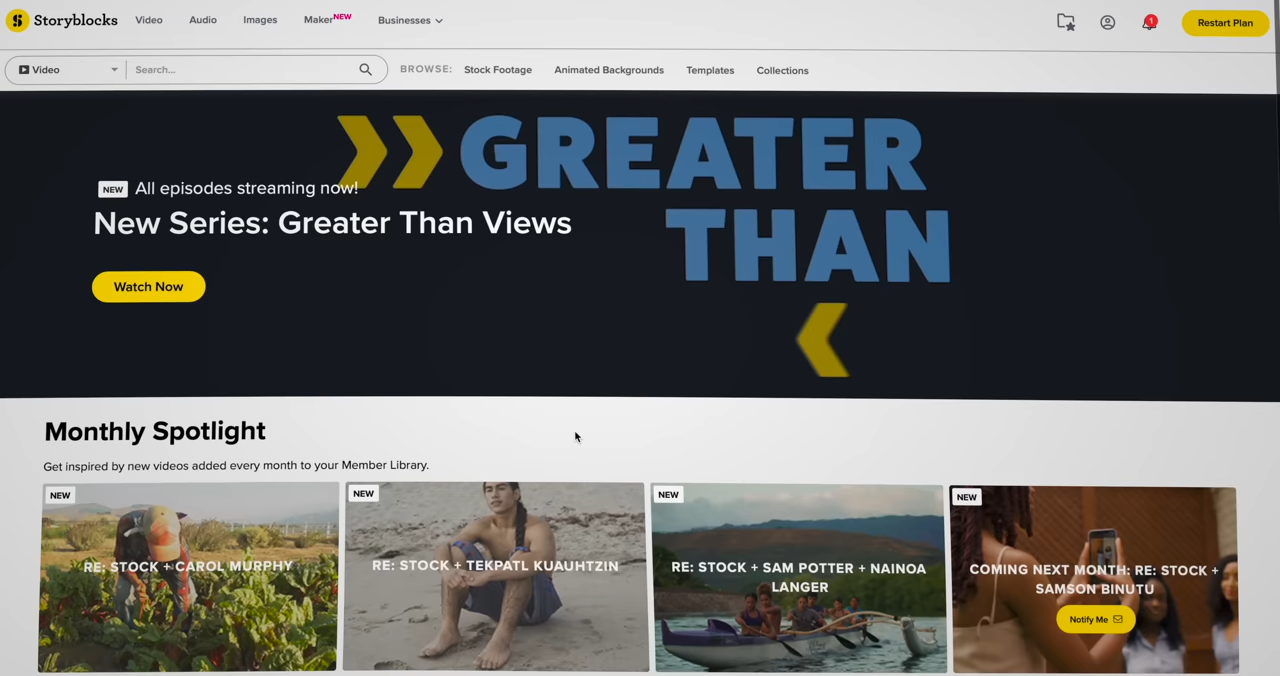 Storyblocks
Video
Audio
Images
Maker NEW
Businesses
1
Restart Plan
Video
Search...
BROWSE:
Stock Footage
Animated Backgrounds
Templates
Collections
GREATER
THAN
NEW All episodes streaming now!
New Series: Greater Than Views
Watch Now
Monthly Spotlight
Get inspired by new videos added every month to your Member Library.
NEW
RE: STOCK + CAROL MURPHY
NEW
RE: STOCK + TEKPATL KUAUHTZIN
NEW
RE: STOCK + SAM POTTER + NAINOA
LANGER
NEW
COMING NEXT MONTH: RE: STOCK +
SAMSON BINUTU
Notify Me